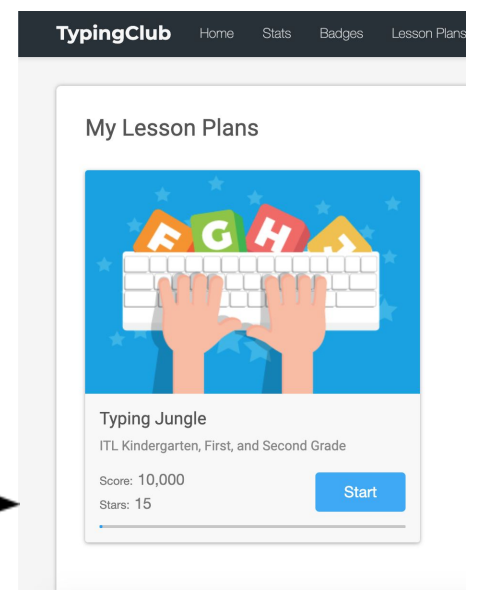 TypingClub Home Stats Badges Lesson Plans
My Lesson Plans
F G H J
Typing Jungle
ITL Kindergarten, First, and Second Grade
Score: 10,000
Stars: 15
Start